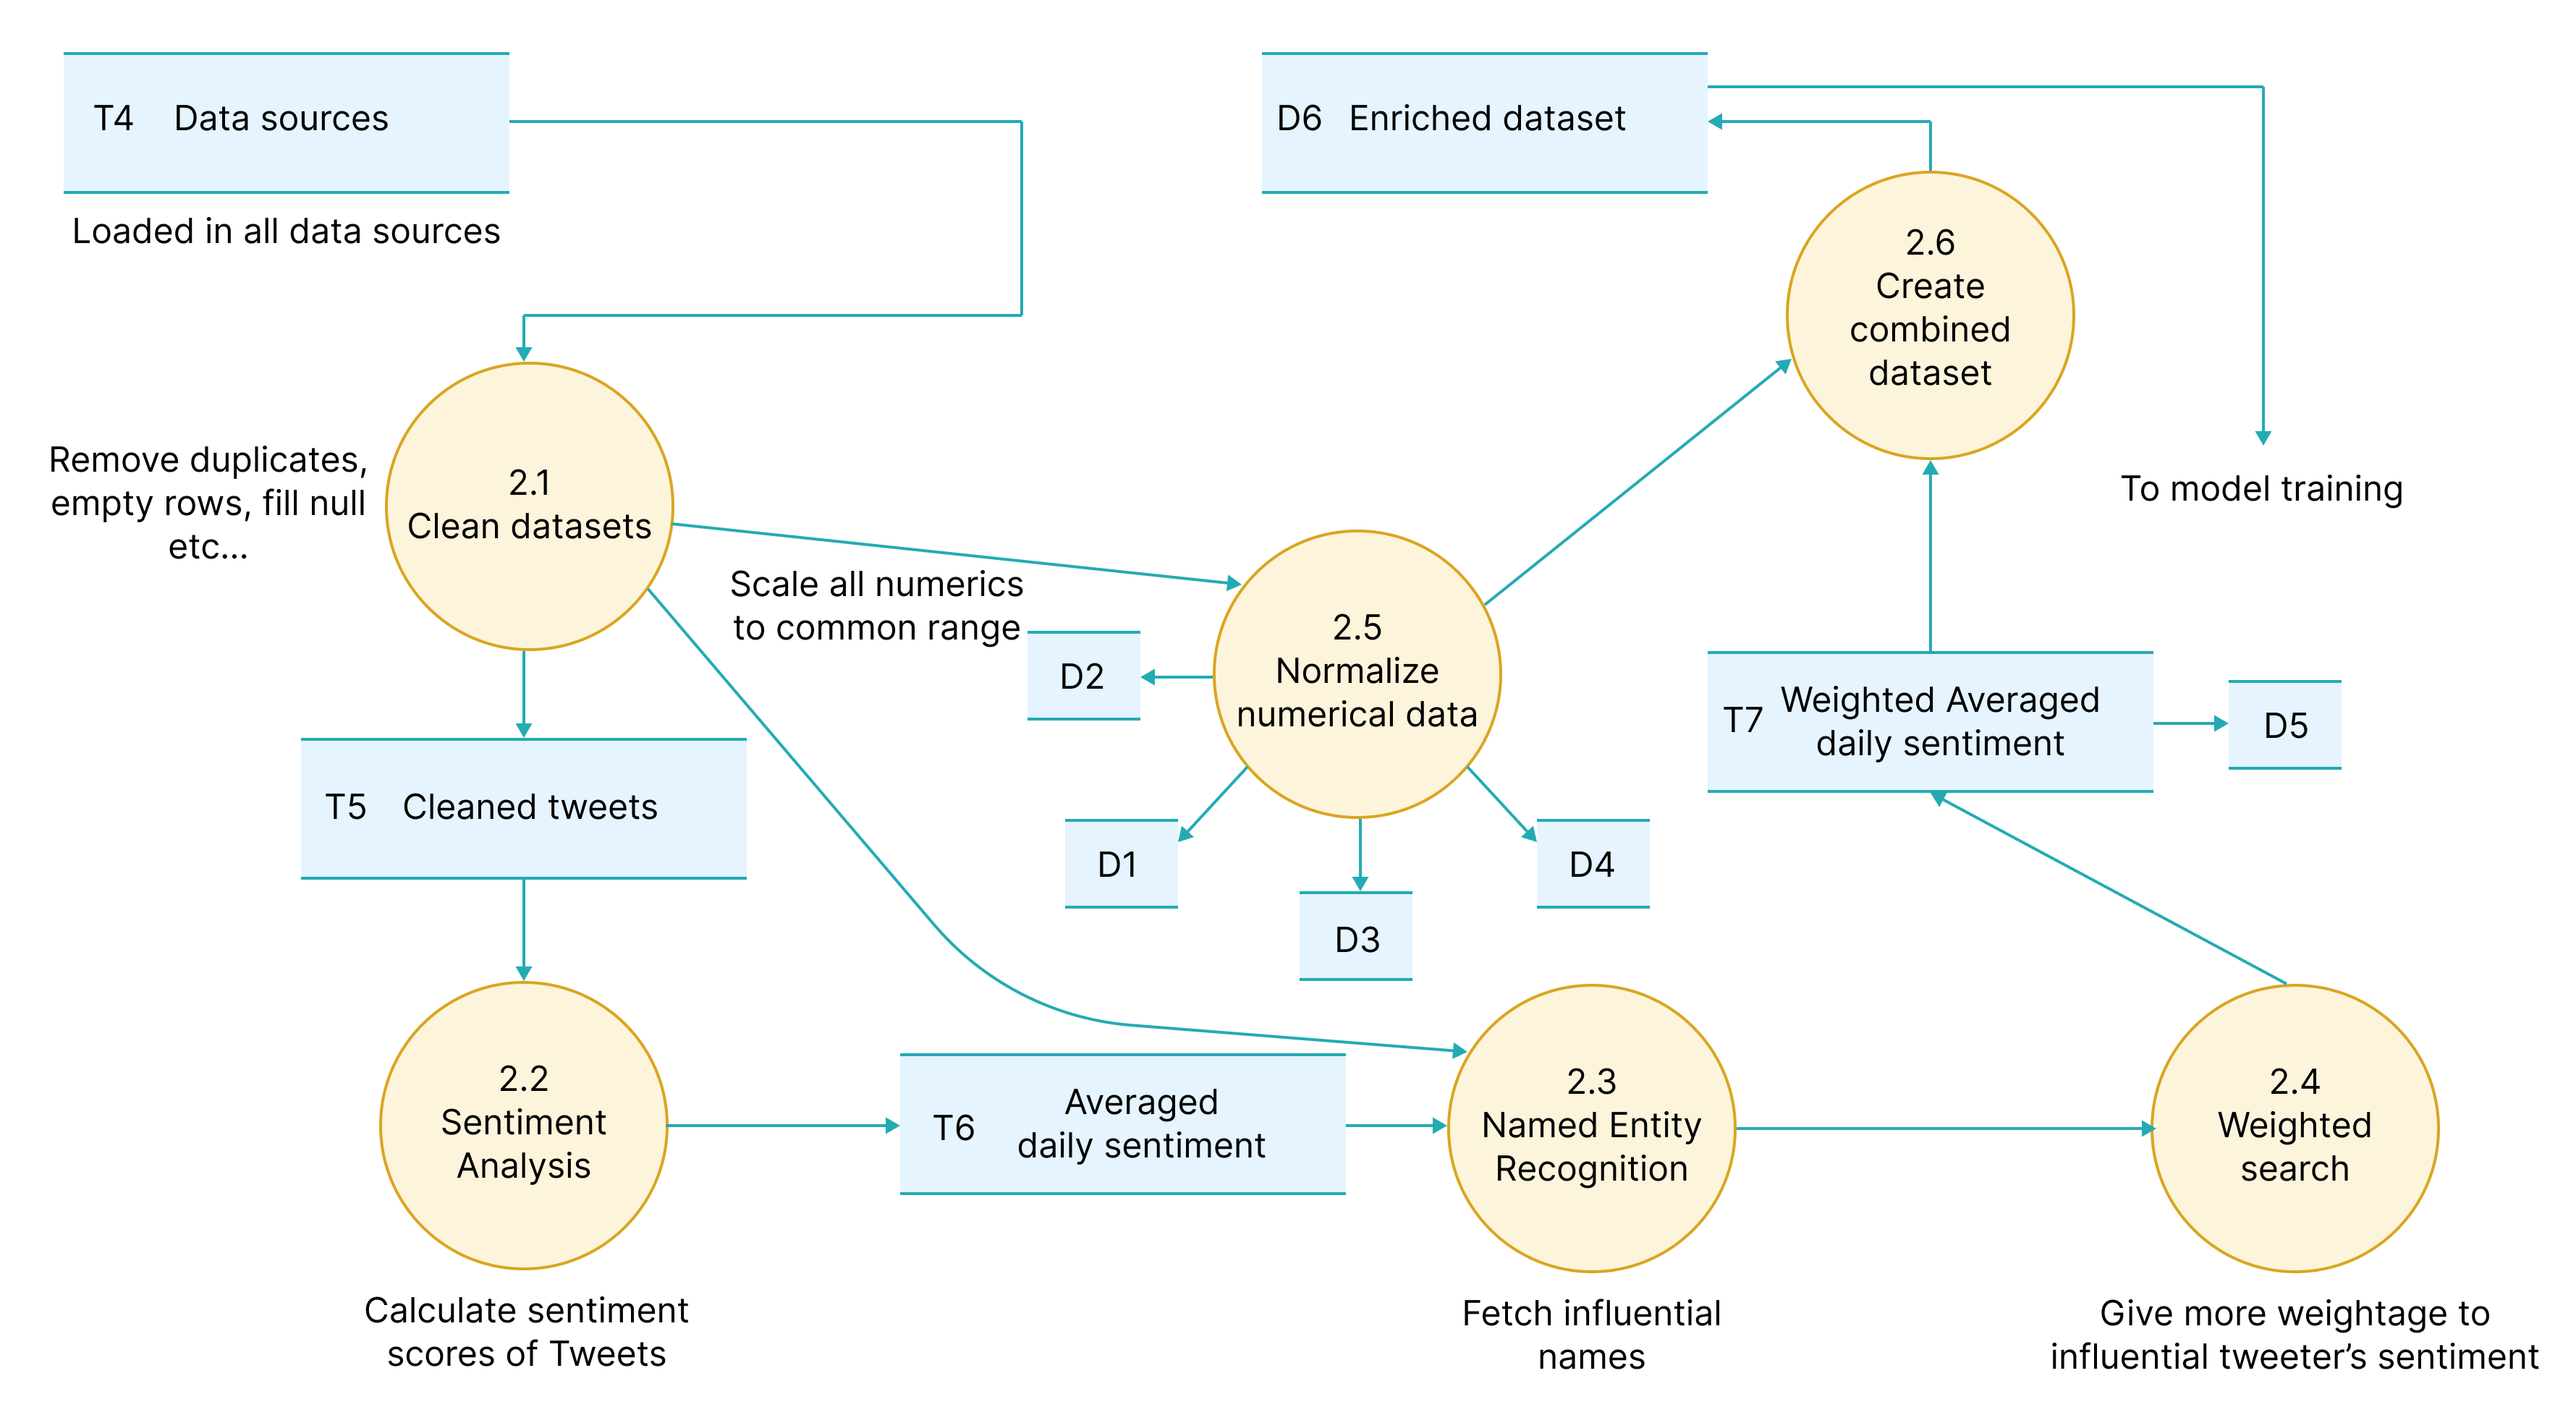 T4 Data sources
Loaded in all data sources
D6 Enriched dataset
2.6
Create
combined
dataset
Remove duplicates,
empty rows, fill null
etc...
2.1
Clean datasets
To model training
Scale all numerics
to common range
2.5
Normalize
numerical data
D2
D1
D3
D4
T7 Weighted Averaged
daily sentiment
D5
T5 Cleaned tweets
2.2
Sentiment
Analysis
Calculate sentiment
scores of Tweets
T6 Averaged
daily sentiment
2.3
Named Entity
Recognition
Fetch influential
names
2.4
Weighted
search
Give more weightage to
influential tweeter’s sentiment